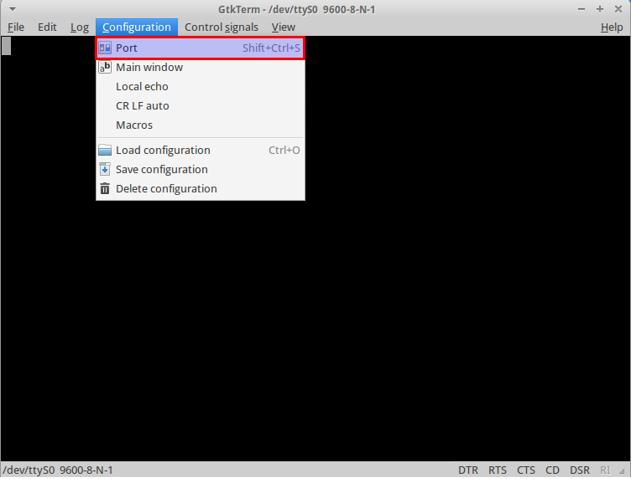 GtkTerm - /dev/ttyS0 9600-8-N-1
File Edit Log Configuration Control signals View Help
Port Shift+Ctrl+S
Main window
Local echo
CR LF auto
Macros
Load configuration Ctrl+O
Save configuration
Delete configuration
/dev/ttyS0 9600-8-N-1 DTR RTS CTS CD DSR RI